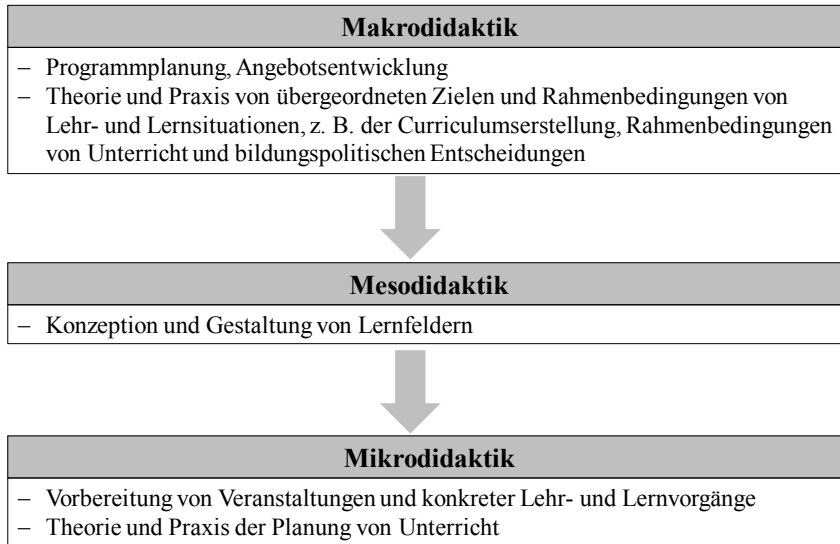 Makrodidaktik
– Programmplanung, Angebotsentwicklung
– Theorie und Praxis von übergeordneten Zielen und Rahmenbedingungen von
Lehr- und Lernsituationen, z. B. der Curriculumserstellung, Rahmenbedingungen
von Unterricht und bildungspolitischen Entscheidungen
Mesodidaktik
– Konzeption und Gestaltung von Lernfeldern
Mikrodidaktik
– Vorbereitung von Veranstaltungen und konkreter Lehr- und Lernvorgänge
– Theorie und Praxis der Planung von Unterricht